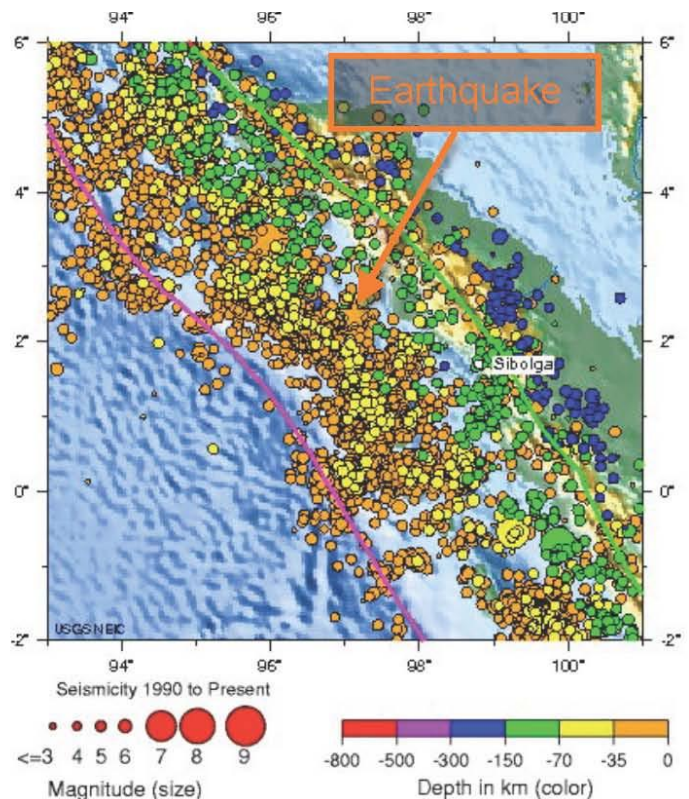 94° 96° 98° 100°
6° 6°
Earthquake
4° 4°
2° 2°
Sibolga
0° 0°
-2° -2°
USGS NEIC
94° 96° 98° 100°
Seismicity 1990 to Present
<=3 4 5 6 7 8 9
Magnitude (size)
-800 -500 -300 -150 -70 -35 0
Depth in km (color)